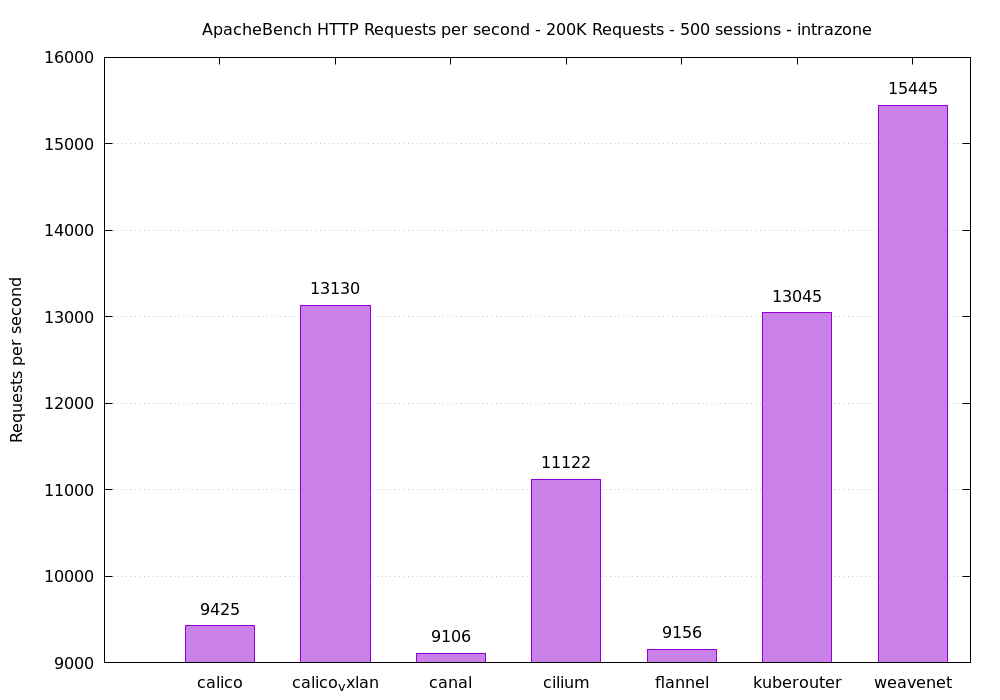 ApacheBench HTTP Requests per second - 200K Requests - 500 sessions - intrazone
Requests per second
16000
15000
14000
13000
12000
11000
10000
9000
9425
13130
9106
11122
9156
13045
15445
calico
calicovxlan
canal
cilium
flannel
kuberouter
weavenet